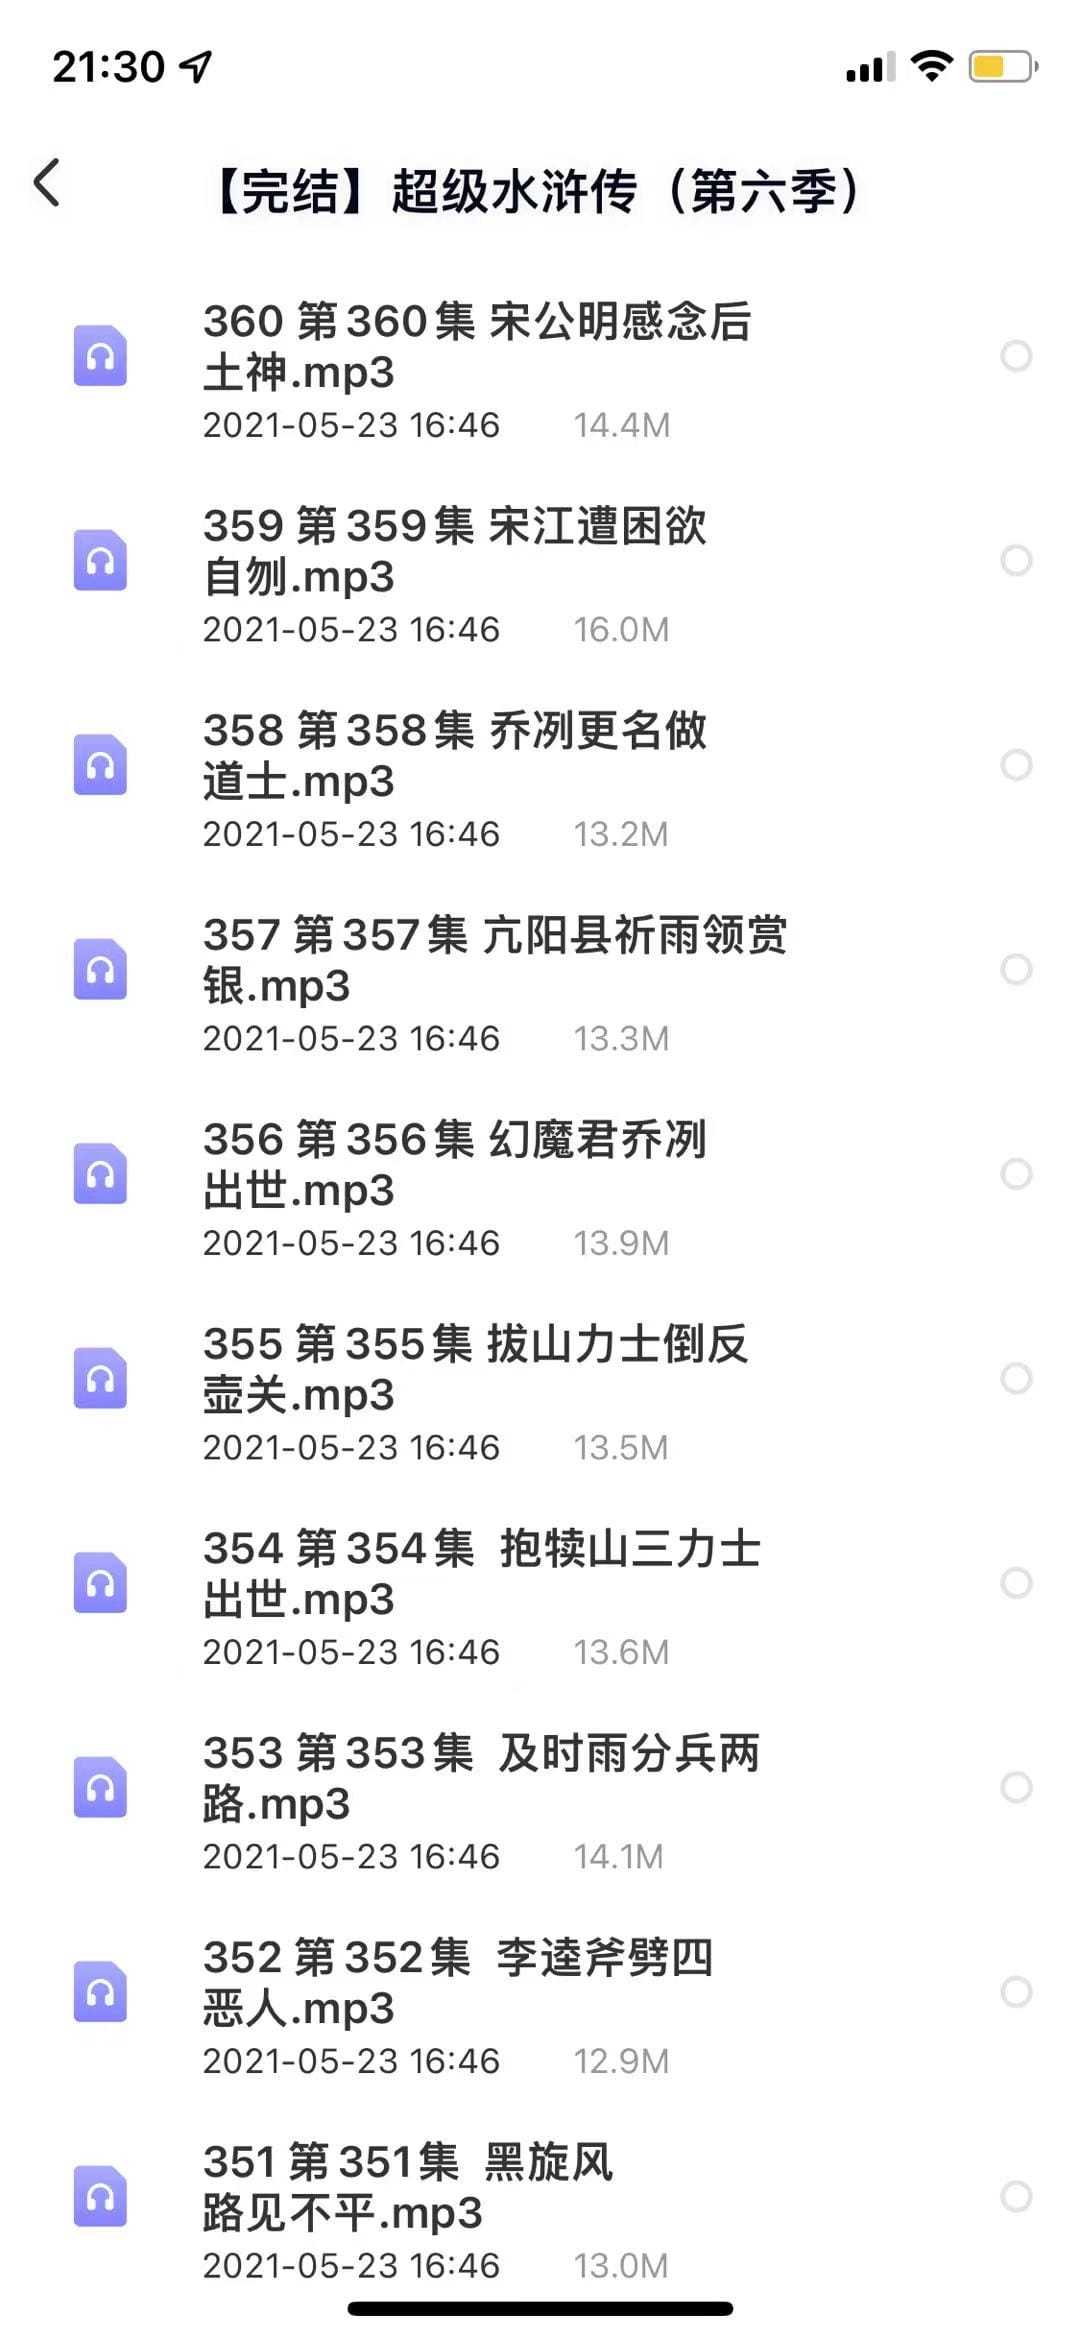 21:30
【完结】超级水浒传（第六季）
360 第360集 宋公明感念后
土神.mp3
2021-05-23 16:46 14.4M
359 第359集 宋江遭困欲
自刎.mp3
2021-05-23 16:46 16.0M
358 第358集 乔冽更名做
道士.mp3
2021-05-23 16:46 13.2M
357 第357集 亢阳县祈雨领赏
银.mp3
2021-05-23 16:46 13.3M
356 第356集 幻魔君乔冽
出世.mp3
2021-05-23 16:46 13.9M
355 第355集 拔山力士倒反
壶关.mp3
2021-05-23 16:46 13.5M
354 第354集 抱犊山三力士
出世.mp3
2021-05-23 16:46 13.6M
353 第353集 及时雨分兵两
路.mp3
2021-05-23 16:46 14.1M
352 第352集 李逵斧劈四
恶人.mp3
2021-05-23 16:46 12.9M
351 第351集 黑旋风
路见不平.mp3
2021-05-23 16:46 13.0M